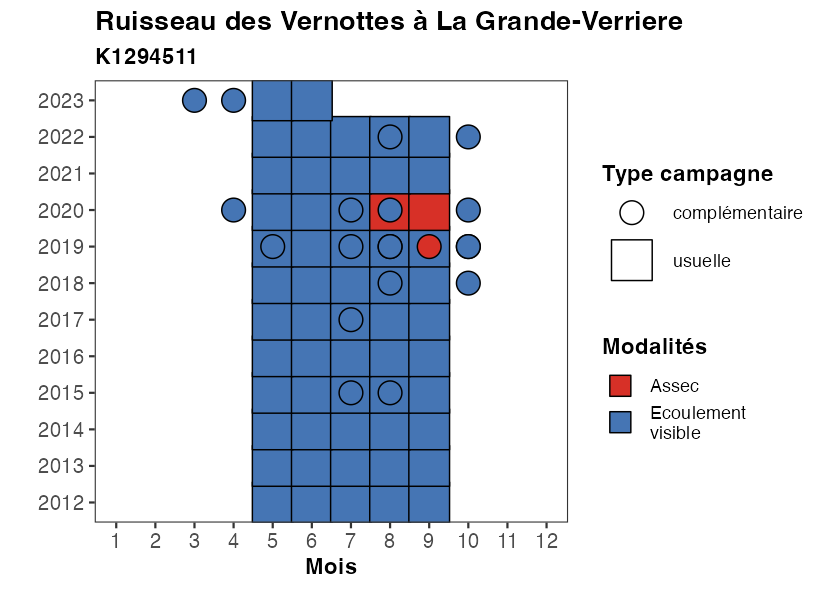 Ruisseau des Vernottes à La Grande-Verriere
K1294511
2023
2022
2021
2020
2019
2018
2017
2016
2015
2014
2013
2012
1 2 3 4 5 6 7 8 9 10 11 12
Mois
Type campagne
complémentaire
usuelle
Modalités
Assec
Ecoulement
visible